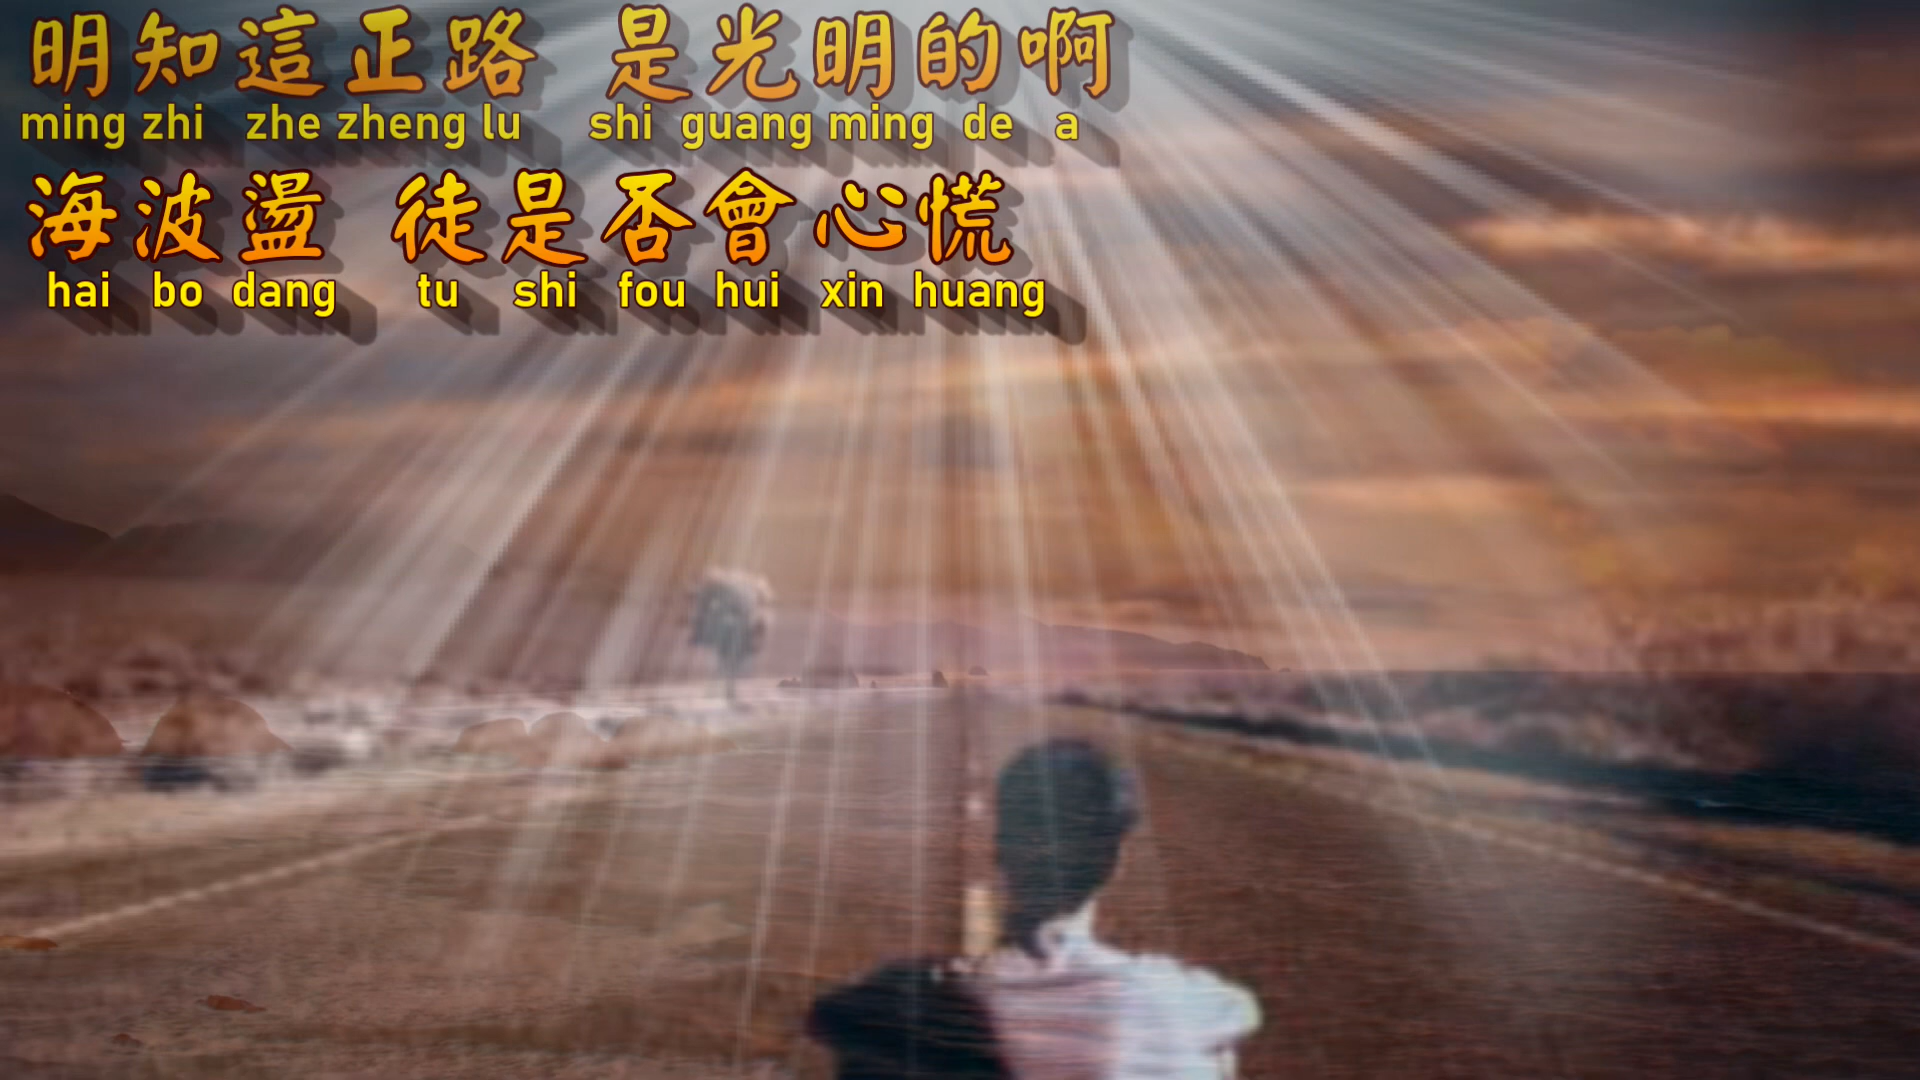 明知這正路 是光明的啊
ming zhi zhe zheng lu shi guang ming de a
海波盪 徒是否會心慌
hai bo dang tu shi fou hui xin huang